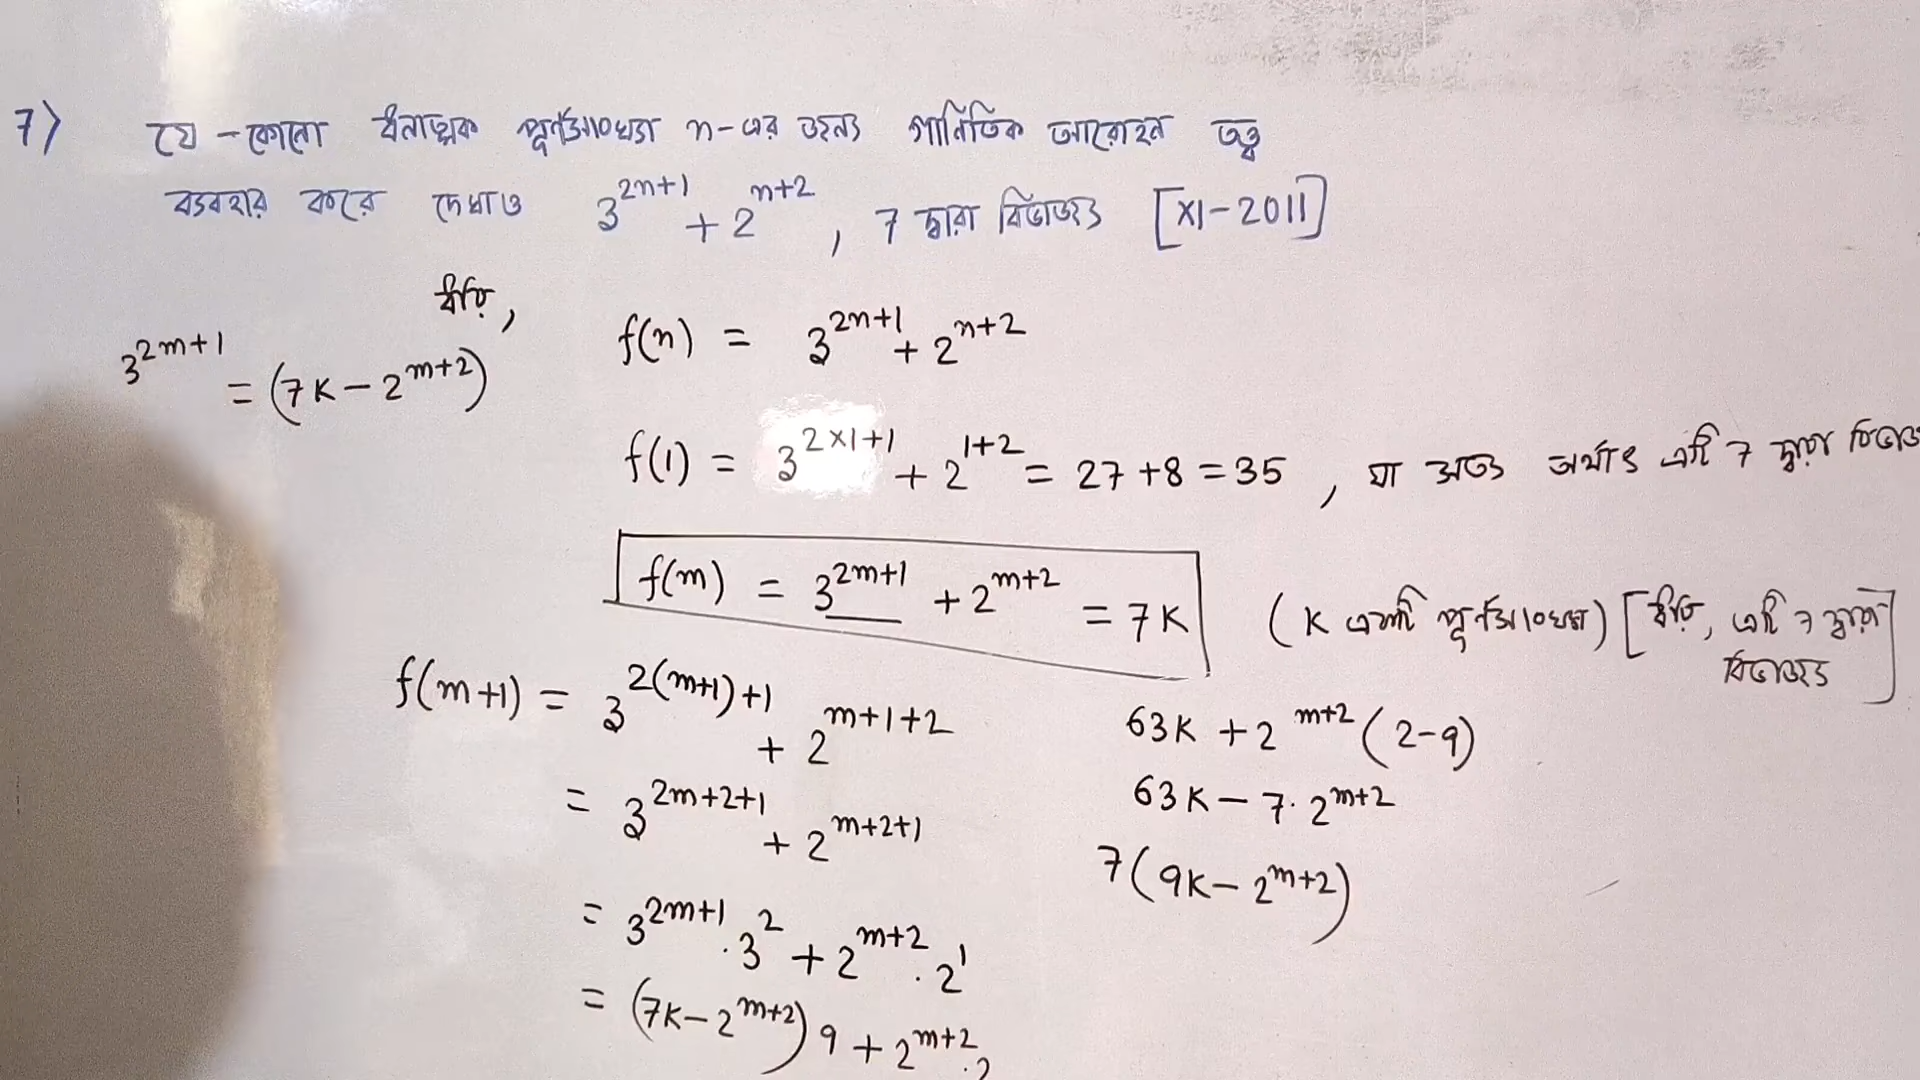 7) যে-কোনো ধনাত্মক পূর্ণসংখ্যা n-এর জন্য গাণিতিক আরোহন তত্ত্ব
ব্যবহার করে দেখাও 3^{2n+1} + 2^{n+2}, 7 দ্বারা বিভাজ্য [XI-2011]
ধরি,
f(n) = 3^{2n+1} + 2^{n+2}
3^{2m+1} = (7K - 2^{m+2})
f(1) = 3^{2×1+1} + 2^{1+2} = 27 + 8 = 35, যা সত্য অর্থাৎ এটি 7 দ্বারা
f(m) = 3^{2m+1} + 2^{m+2} = 7K (K একটি পূর্ণসংখ্যা) [ধরি, এটি 7 দ্বারা
বিভাজ্য]
f(m+1) = 3^{2(m+1)+1} + 2^{m+1+2}
= 3^{2m+2+1} + 2^{m+2+1}
= 3^{2m+1} . 3^2 + 2^{m+2} . 2^1
= (7K - 2^{m+2}) 9 + 2^{m+2} . 2
63K + 2^{m+2} (2-9)
63K - 7. 2^{m+2}
7(9K - 2^{m+2})